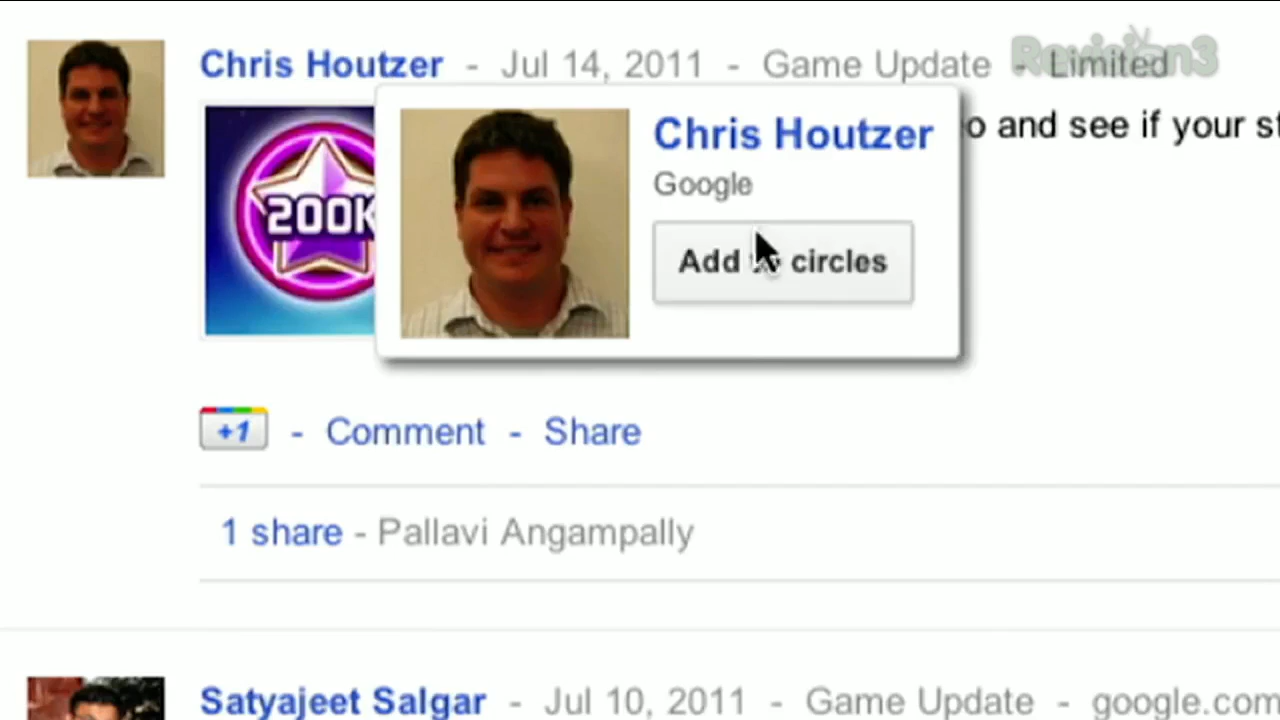 Chris Houtzer - Jul 14, 2011 - Game Update - Limited
Revision3
200K
Chris Houtzer
Google
Add circles
o and see if your st
+1 - Comment - Share
1 share - Pallavi Angampally
Satyajeet Salgar - Jul 10, 2011 - Game Update - google.com